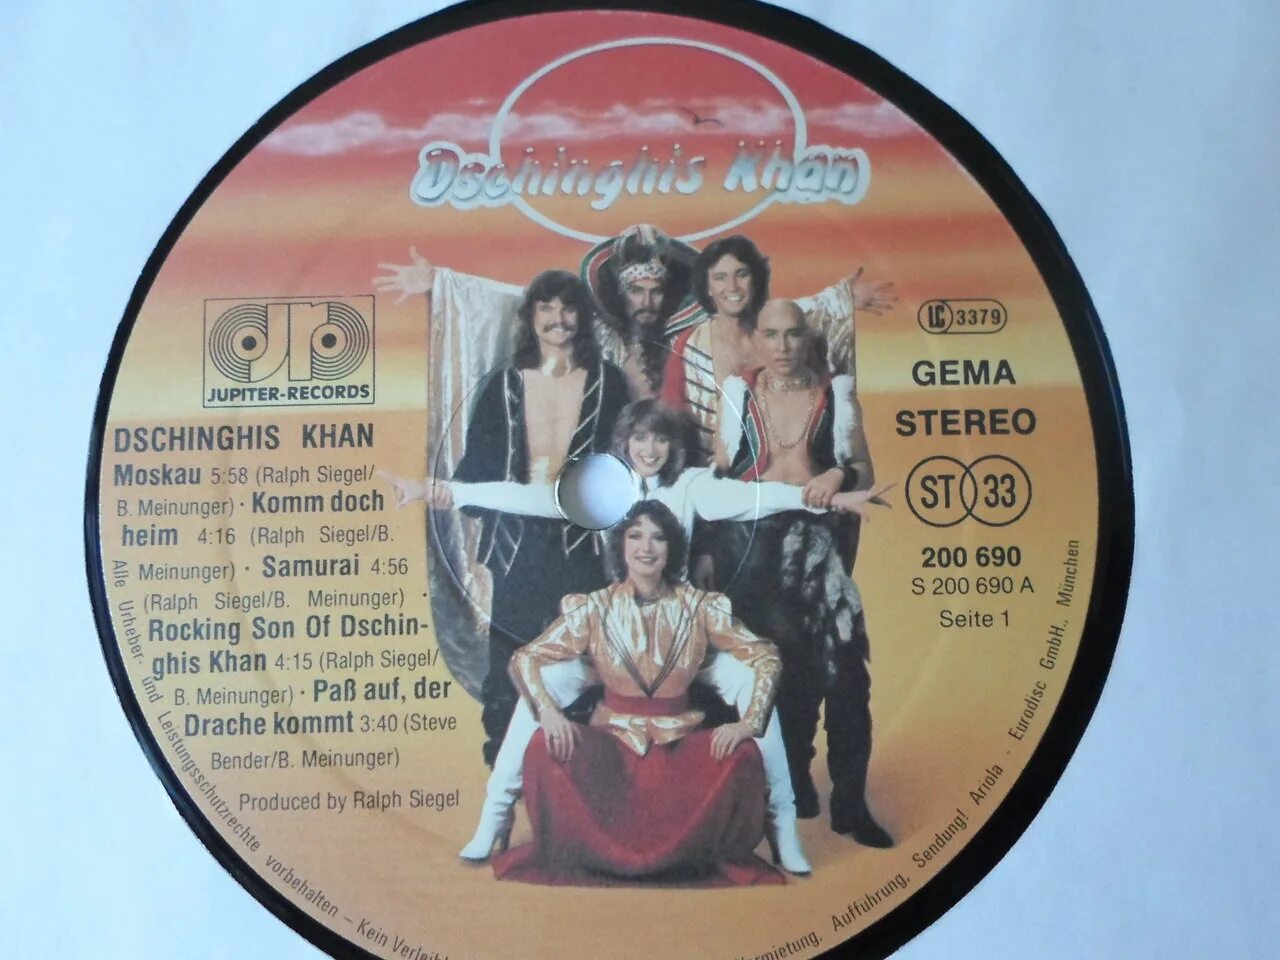 Dschinghis Khan
JUPITER-RECORDS
DSCHINGHIS KHAN
Moskau 5:58 (Ralph Siegel/
B. Meinunger) · Komm doch
heim 4:16 (Ralph Siegel/B.
Meinunger) · Samurai 4:56
(Ralph Siegel/B. Meinunger) ·
Rocking Son Of Dschin-
ghis Khan 4:15 (Ralph Siegel/
B. Meinunger) · Paß auf, der
Drache kommt 3:40 (Steve
Bender/B. Meinunger)
Produced by Ralph Siegel
LC 3379
GEMA
STEREO
ST 33
200 690
S 200 690 A
Seite 1
Alle Urheber- und Leistungsschutzrechte vorbehalten – Kein
Aufführung, Sendung! Ariola - Eurodisc GmbH., München